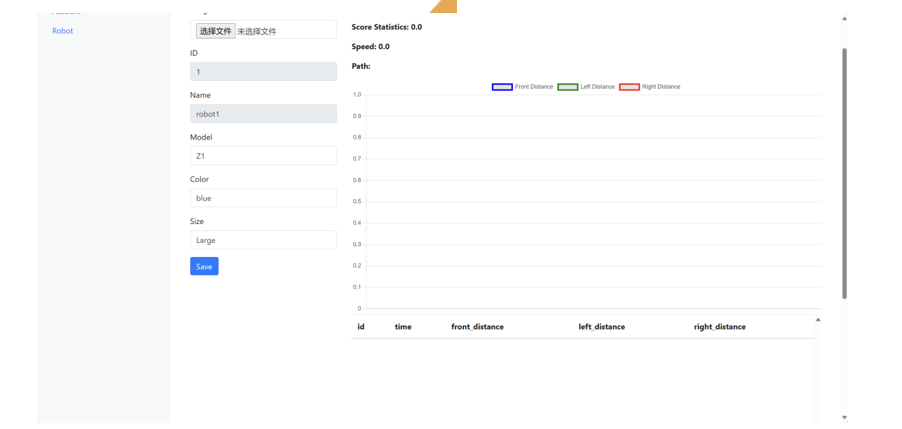 Robot
选择文件 未选择文件
ID
1
Name
robot1
Model
Z1
Color
blue
Size
Large
Save
Score Statistics: 0.0
Speed: 0.0
Path:
Front Distance Left Distance Right Distance
1.0
0.9
0.8
0.7
0.6
0.5
0.4
0.3
0.2
0.1
0
id time front_distance left_distance right_distance